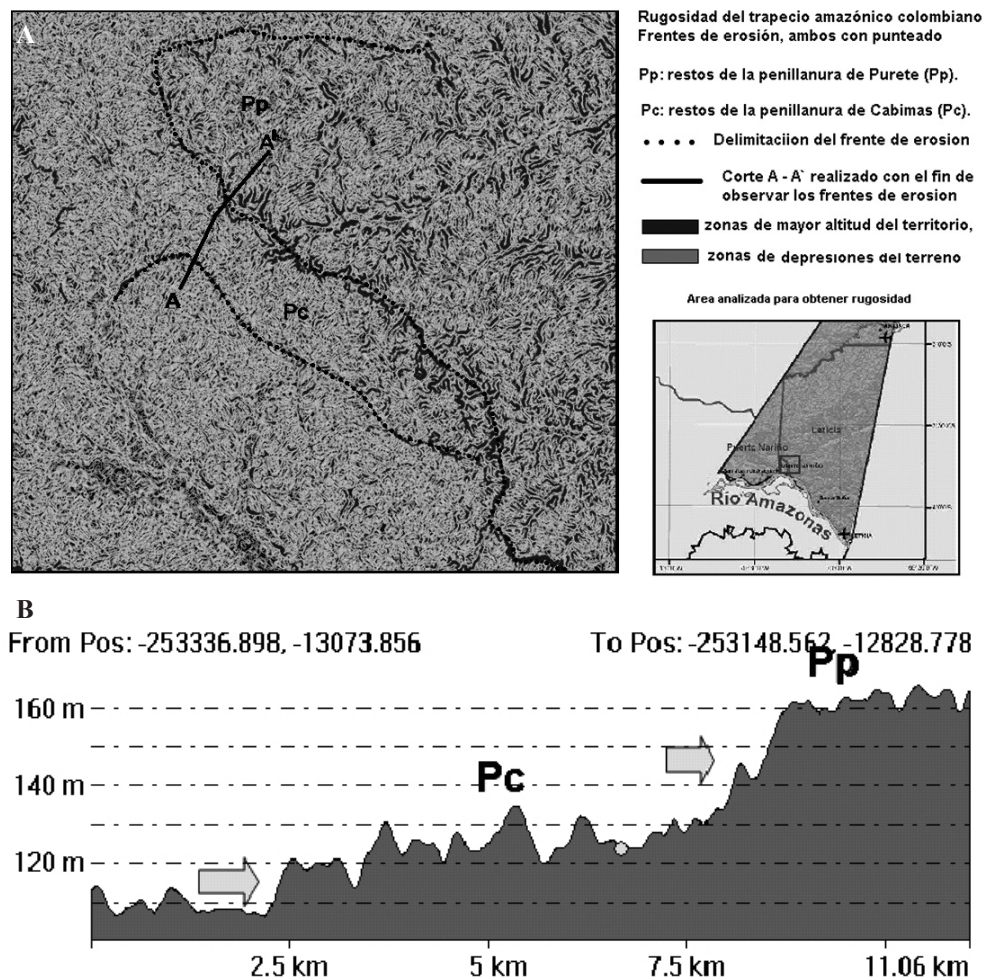 A
Pp
A'
A
Pc
Rugosidad del trapecio amazónico colombiano
Frentes de erosión, ambos con punteado
Pp: restos de la penillanura de Purete (Pp).
Pc: restos de la penillanura de Cabimas (Pc).
Delimitaciion del frente de erosion
Corte A - A` realizado con el fin de
observar los frentes de erosion
zonas de mayor altitud del territorio,
zonas de depresiones del terreno
Area analizada para obtener rugosidad
Leticia
Puerto Nariño
Rio Amazonas
B
From Pos: -253336.898, -13073.856
To Pos: -253148.562, -12828.778
Pp
160 m
Pc
140 m
120 m
2.5 km
5 km
7.5 km
11.06 km